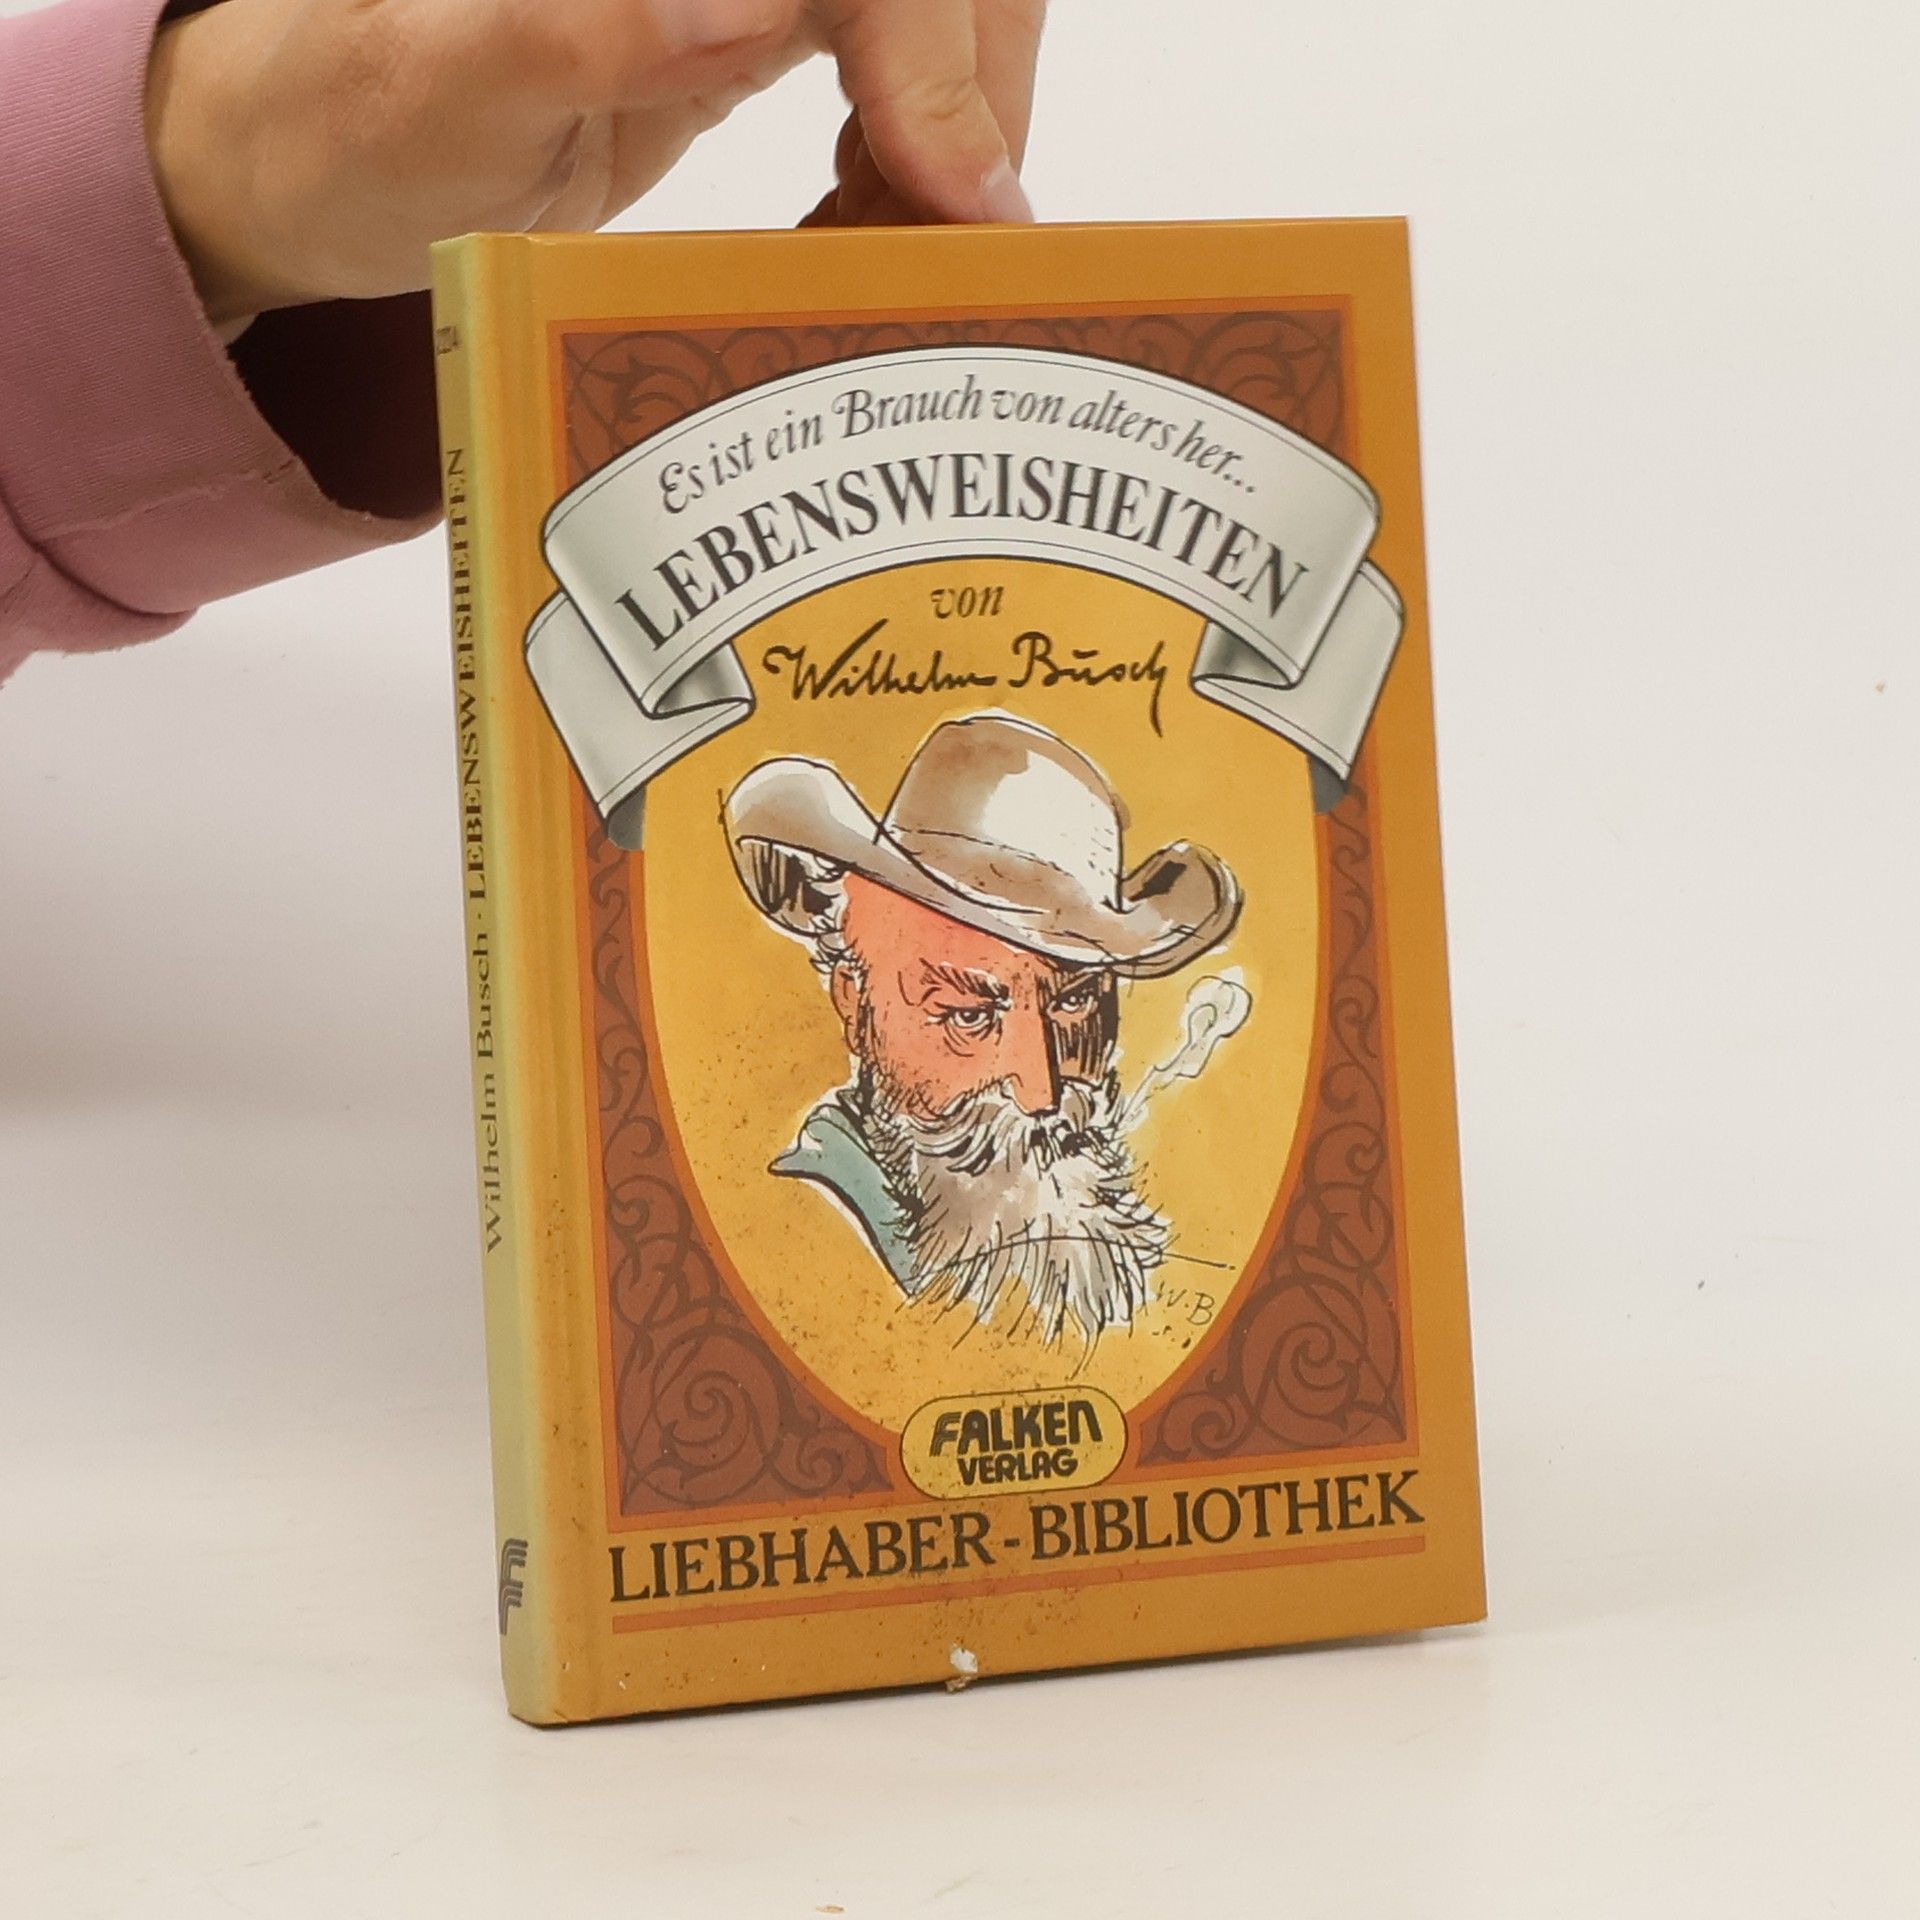 Es ist ein Brauch von alters her...
LEBENSWEISHEITEN
von
Wilhelm Busch
W.B
FALKEN
VERLAG
LIEBHABER-BIBLIOTHEK
Wilhelm Busch · LEBENSWEISHEITEN